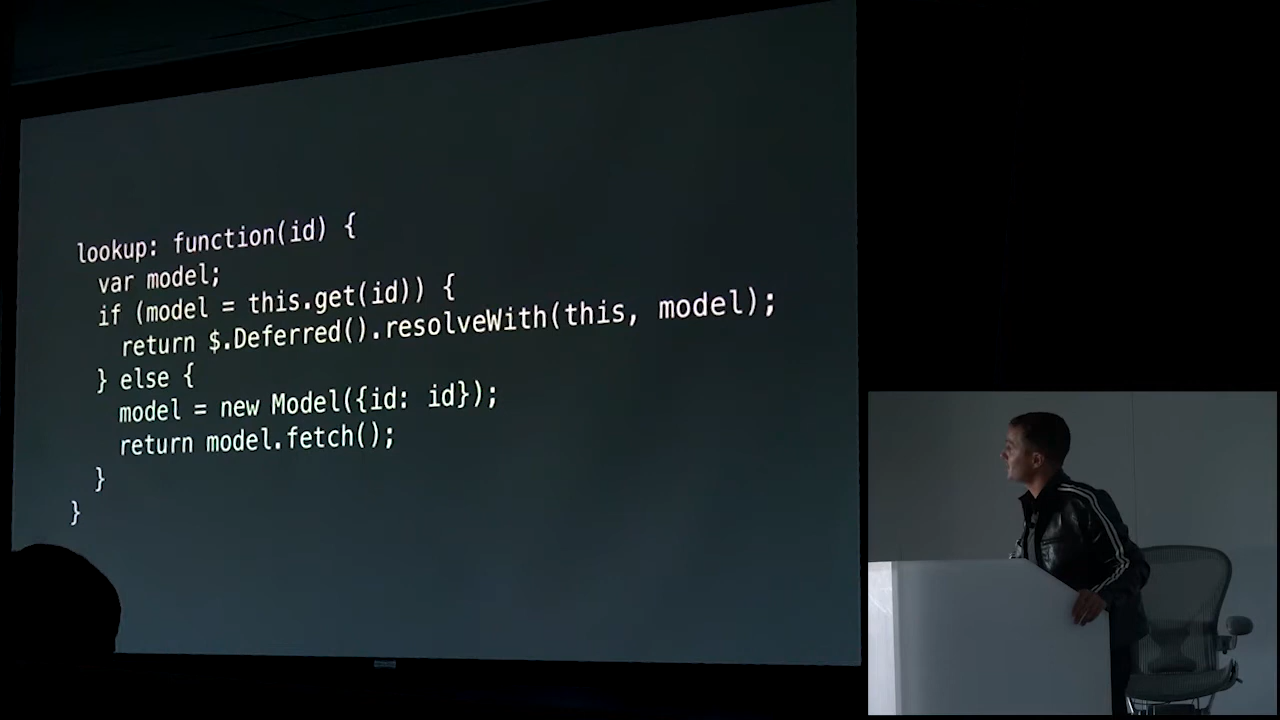 lookup: function(id) {
var model;
if (model = this.get(id)) {
return $.Deferred().resolveWith(this, model);
} else {
model = new Model({id: id});
return model.fetch();
}
}